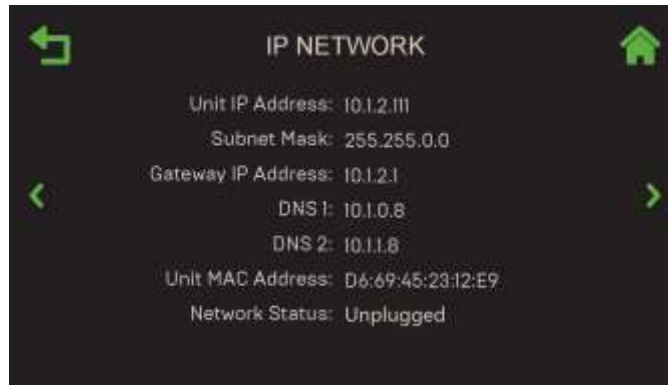 IP NETWORK
Unit IP Address: 10.1.2.111
Subnet Mask: 255.255.0.0
Gateway IP Address: 10.1.2.1
DNS 1: 10.1.0.8
DNS 2: 10.1.1.8
Unit MAC Address: D6:69:45:23:12:E9
Network Status: Unplugged